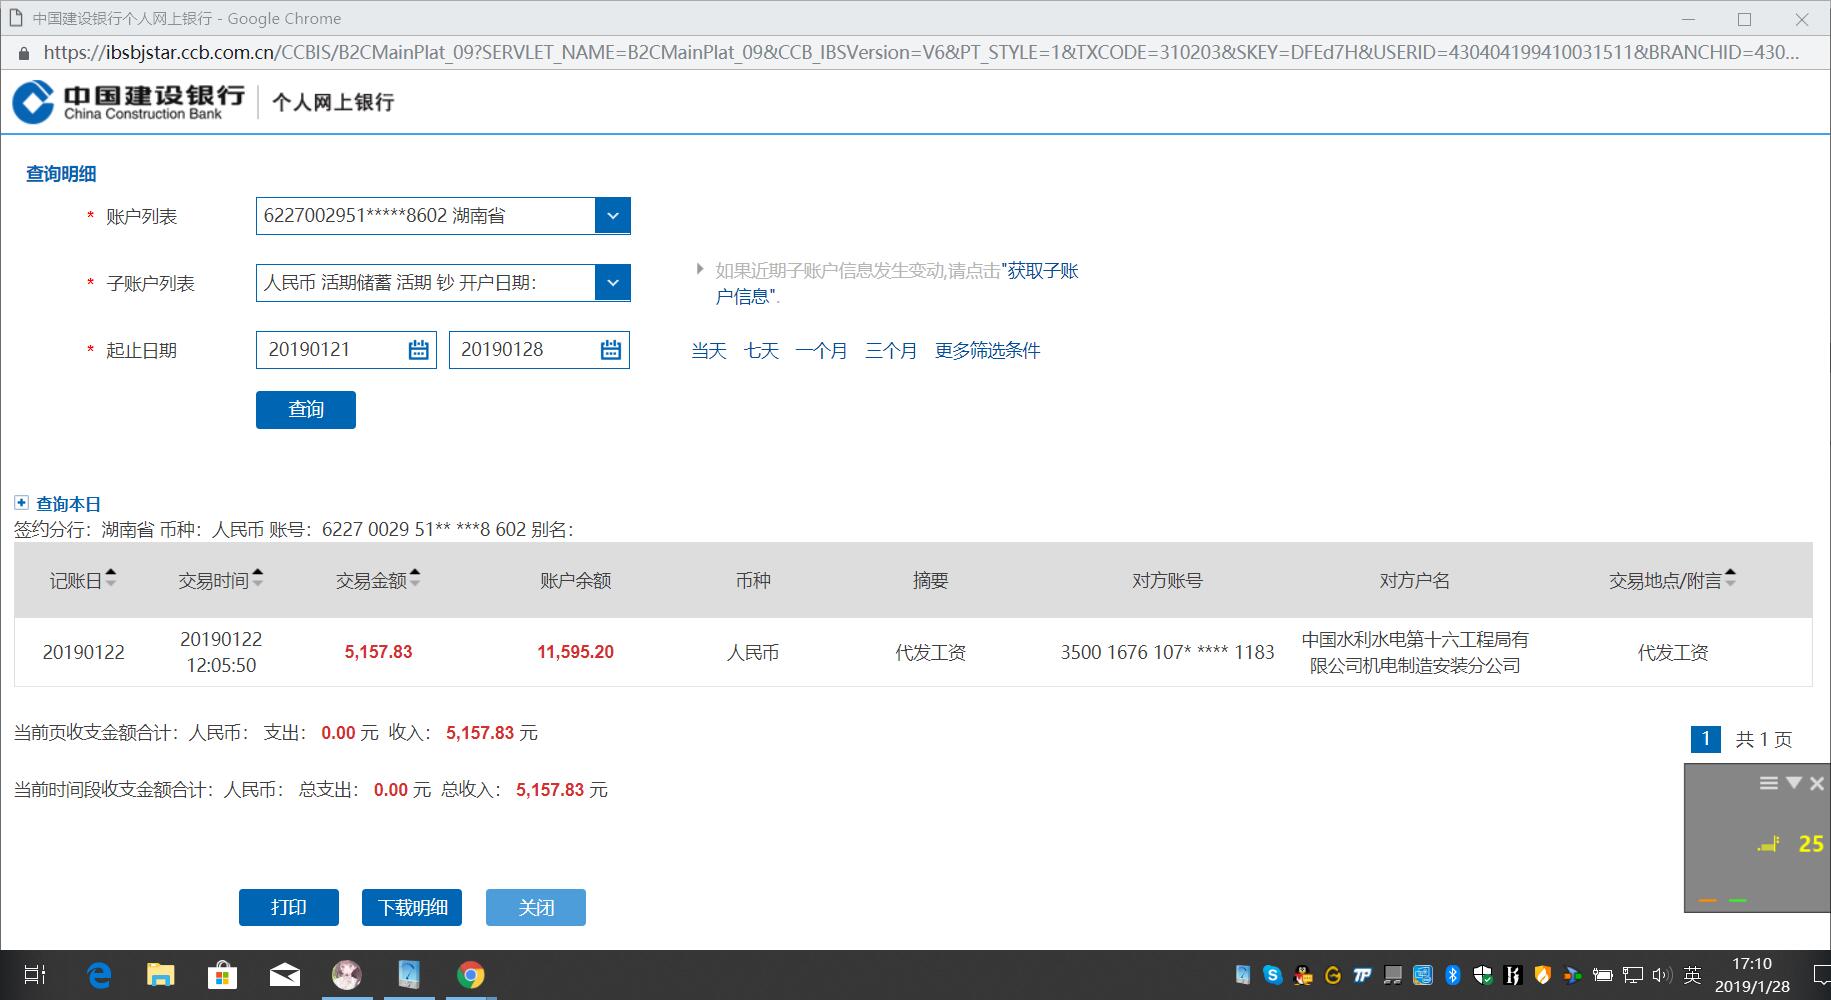 中国建设银行个人网上银行 - Google Chrome
https://ibsbjstar.ccb.com.cn/CCBIS/B2CMainPlat_09?SERVLET_NAME=B2CMainPlat_09&CCB_IBSVersion=V6&PT_STYLE=1&TXCODE=310203&SKEY=DFEd7H&USERID=430404199410031511&BRANCHID=430...
中国建设银行 个人网上银行
China Construction Bank
查询明细
* 账户列表 6227002951*****8602 湖南省
* 子账户列表 人民币 活期储蓄 活期 钞 开户日期:
如果近期子账户信息发生变动,请点击"获取子账
户信息".
* 起止日期 20190121 20190128 当天 七天 一个月 三个月 更多筛选条件
查询
查询本日
签约分行：湖南省 币种：人民币 账号：6227 0029 51** ***8 602 别名：
记账日 交易时间 交易金额 账户余额 币种 摘要 对方账号 对方户名 交易地点/附言
20190122 20190122 12:05:50 5,157.83 11,595.20 人民币 代发工资 3500 1676 107* **** 1183 中国水利水电第十六工程局有限公司机电制造安装分公司 代发工资
当前页收支金额合计：人民币： 支出： 0.00 元 收入： 5,157.83 元
1 共 1 页
当前时间段收支金额合计：人民币： 总支出： 0.00 元 总收入： 5,157.83 元
25
打印 下载明细 关闭
英
17:10
2019/1/28